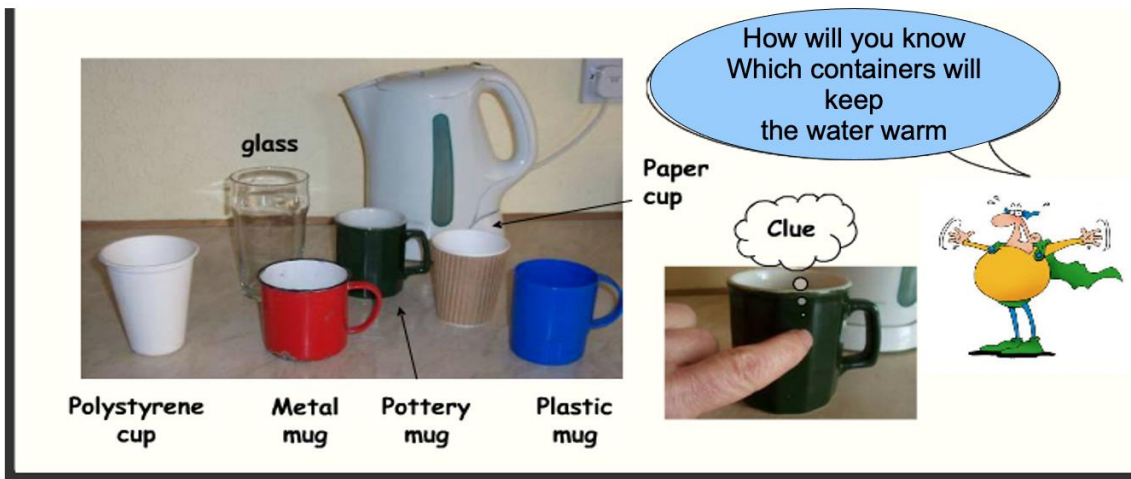 How will you know
Which containers will
keep
the water warm
glass
Paper
cup
Clue
Polystyrene
cup
Metal
mug
Pottery
mug
Plastic
mug